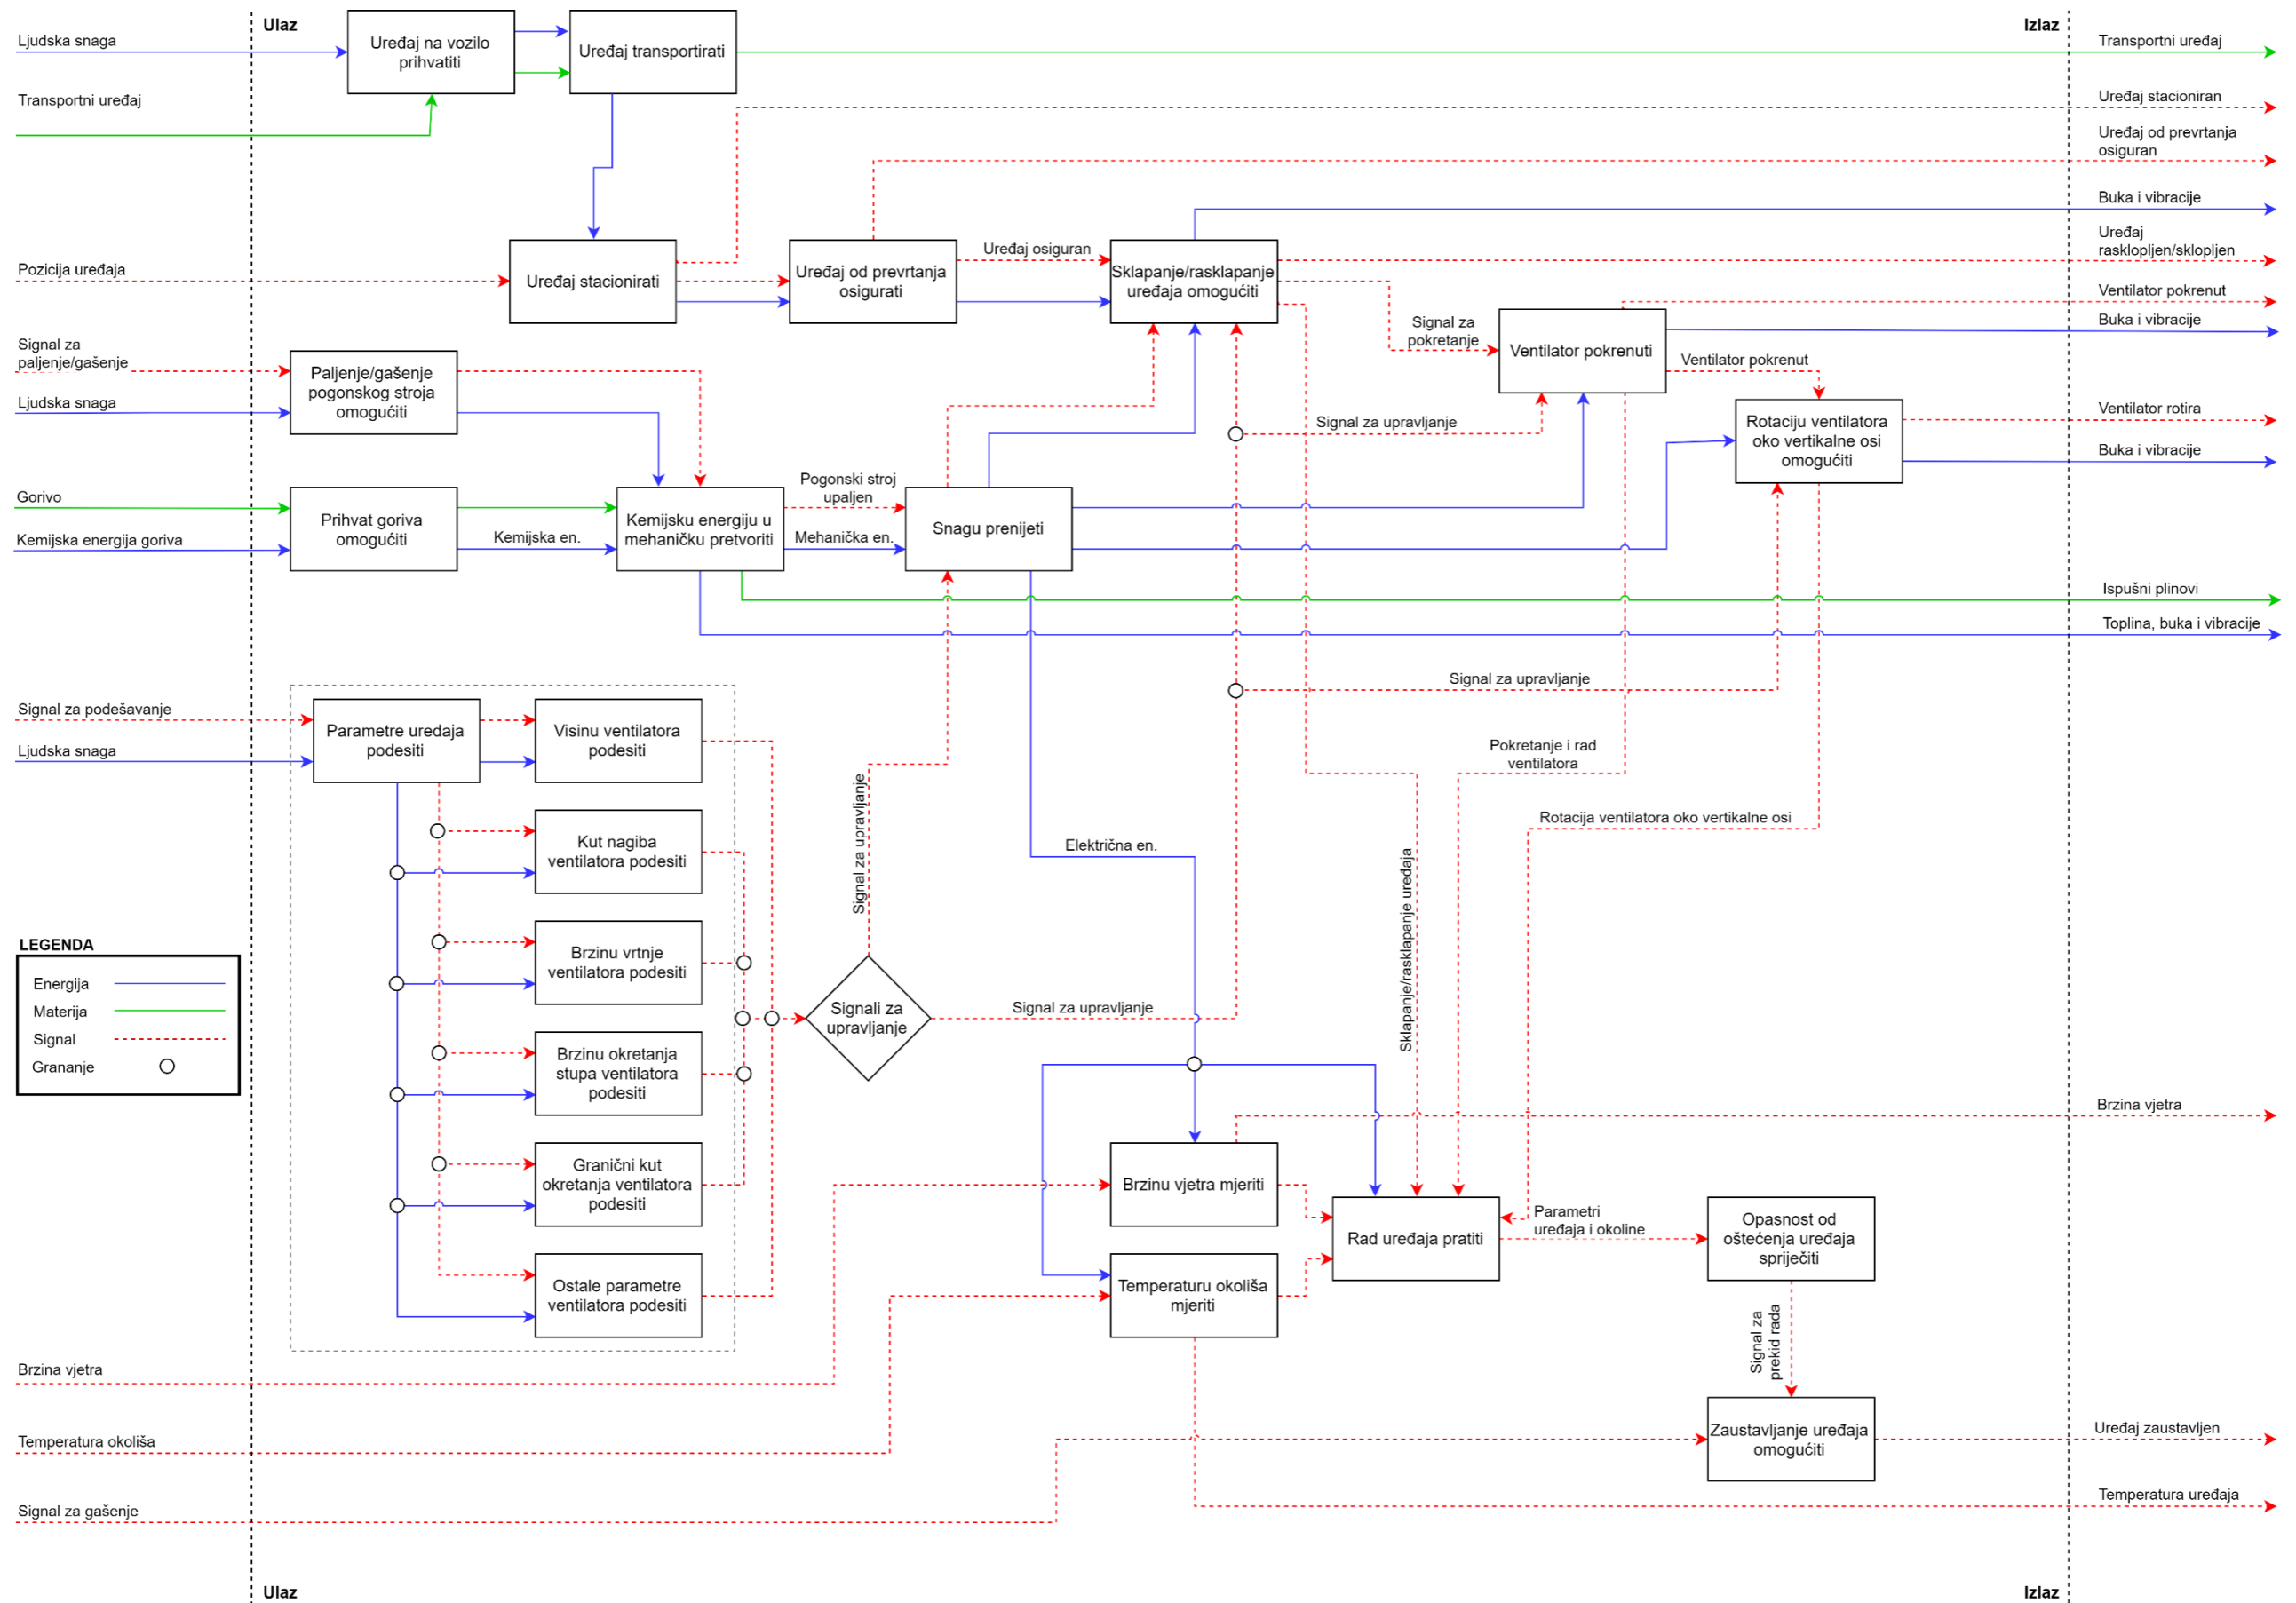 Ulaz
Izlaz
Ljudska snaga
Uređaj na vozilo
prihvatiti
Uređaj transportirati
Transportni uređaj
Transportni uređaj
Uređaj stacioniran
Uređaj od prevrtanja
osiguran
Buka i vibracije
Uređaj
rasklopljen/sklopljen
Pozicija uređaja
Uređaj stacionirati
Uređaj od prevrtanja
osigurati
Uređaj osiguran
Sklapanje/rasklapanje
uređaja omogućiti
Signal za
pokretanje
Ventilator pokrenuti
Ventilator pokrenut
Buka i vibracije
Ventilator pokrenut
Signal za
paljenje/gašenje
Ljudska snaga
Paljenje/gašenje
pogonskog stroja
omogućiti
Signal za upravljanje
Rotaciju ventilatora
oko vertikalne osi
omogućiti
Ventilator rotira
Buka i vibracije
Gorivo
Kemijska energija goriva
Prihvat goriva
omogućiti
Kemijska en.
Kemijsku energiju u
mehaničku pretvoriti
Pogonski stroj
upaljen
Mehanička en.
Snagu prenijeti
Ispušni plinovi
Toplina, buka i vibracije
Signal za podešavanje
Ljudska snaga
Parametre uređaja
podesiti
Visinu ventilatora
podesiti
Signal za upravljanje
Pokretanje i rad
ventilatora
Rotacija ventilatora oko vertikalne osi
Kut nagiba
ventilatora podesiti
Signal za upravljanje
Električna en.
Sklapanje/rasklapanje uređaja
Brzinu vrtnje
ventilatora podesiti
LEGENDA
Energija
Materija
Signal
Grananje
Signali za
upravljanje
Signal za upravljanje
Brzinu okretanja
stupa ventilatora
podesiti
Brzina vjetra
Granični kut
okretanja ventilatora
podesiti
Brzinu vjetra mjeriti
Rad uređaja pratiti
Parametri
uređaja i okoline
Opasnost od
oštećenja uređaja
spriječiti
Ostale parametre
ventilatora podesiti
Temperaturu okoliša
mjeriti
Signal za
prekid rada
Brzina vjetra
Temperatura okoliša
Zaustavljanje uređaja
omogućiti
Uređaj zaustavljen
Signal za gašenje
Temperatura uređaja
Ulaz
Izlaz